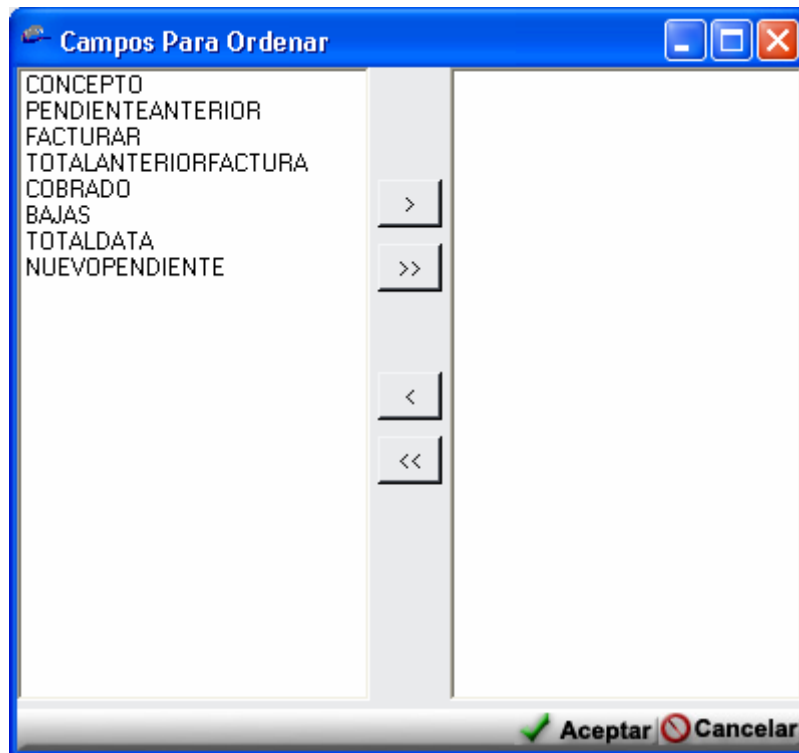 Campos Para Ordenar
CONCEPTO
PENDIENTEANTERIOR
FACTURAR
TOTALANTERIORFACTURA
COBRADO
BAJAS
TOTALDATA
NUEVOPENDIENTE
>
>>
<
<<
Aceptar Cancelar